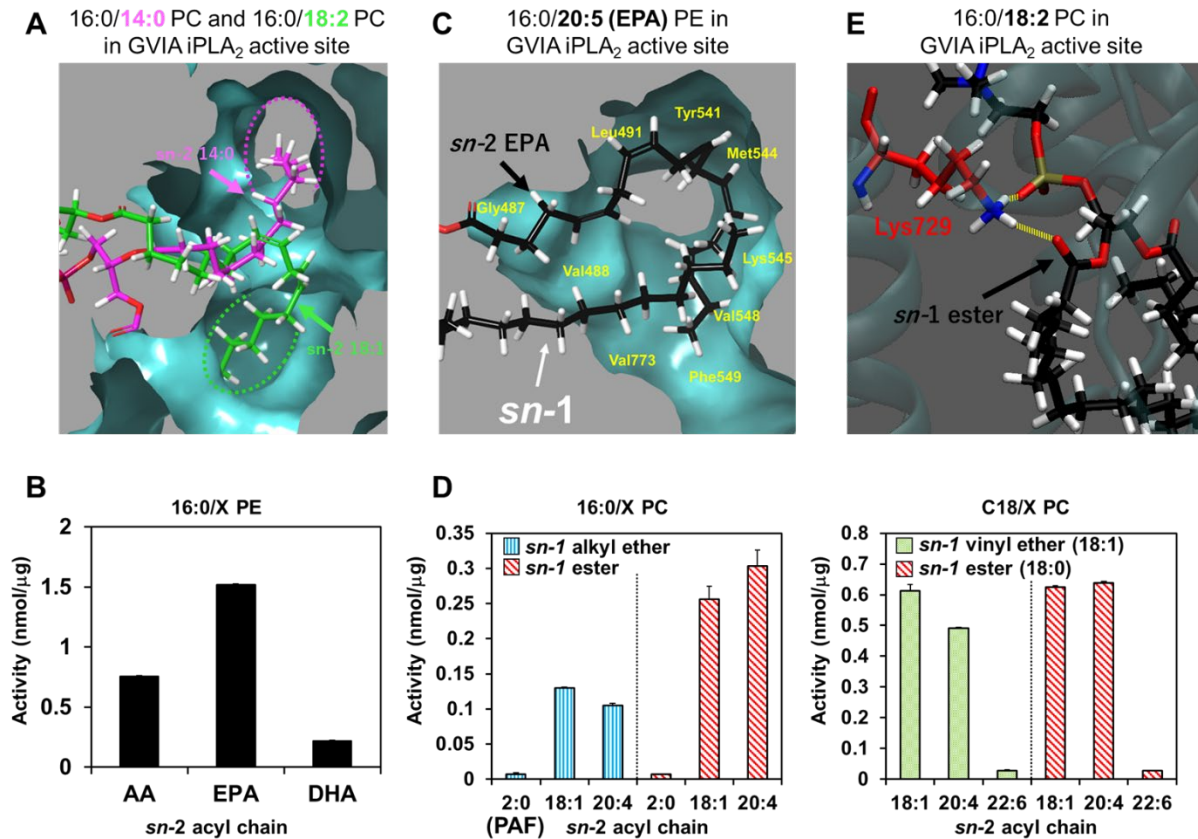 A
16:0/14:0 PC and 16:0/18:2 PC
in GVIA iPLA₂ active site
sn-2 14:0
sn-2 18:1
C
16:0/20:5 (EPA) PE in
GVIA iPLA₂ active site
Tyr541
Leu491
sn-2 EPA
Met544
Gly487
Val488
Lys545
Val548
Val773
Phe549
sn-1
E
16:0/18:2 PC in
GVIA iPLA₂ active site
Lys729
sn-1 ester
B
16:0/X PE
Activity (nmol/µg)
2
1.5
1
0.5
0
AA EPA DHA
sn-2 acyl chain
D
16:0/X PC
sn-1 alkyl ether
sn-1 ester
Activity (nmol/µg)
0.35
0.3
0.25
0.2
0.15
0.1
0.05
0
2:0 18:1 20:4 2:0 18:1 20:4
(PAF) sn-2 acyl chain
C18/X PC
sn-1 vinyl ether (18:1)
sn-1 ester (18:0)
Activity (nmol/µg)
0.8
0.7
0.6
0.5
0.4
0.3
0.2
0.1
0
18:1 20:4 22:6 18:1 20:4 22:6
sn-2 acyl chain